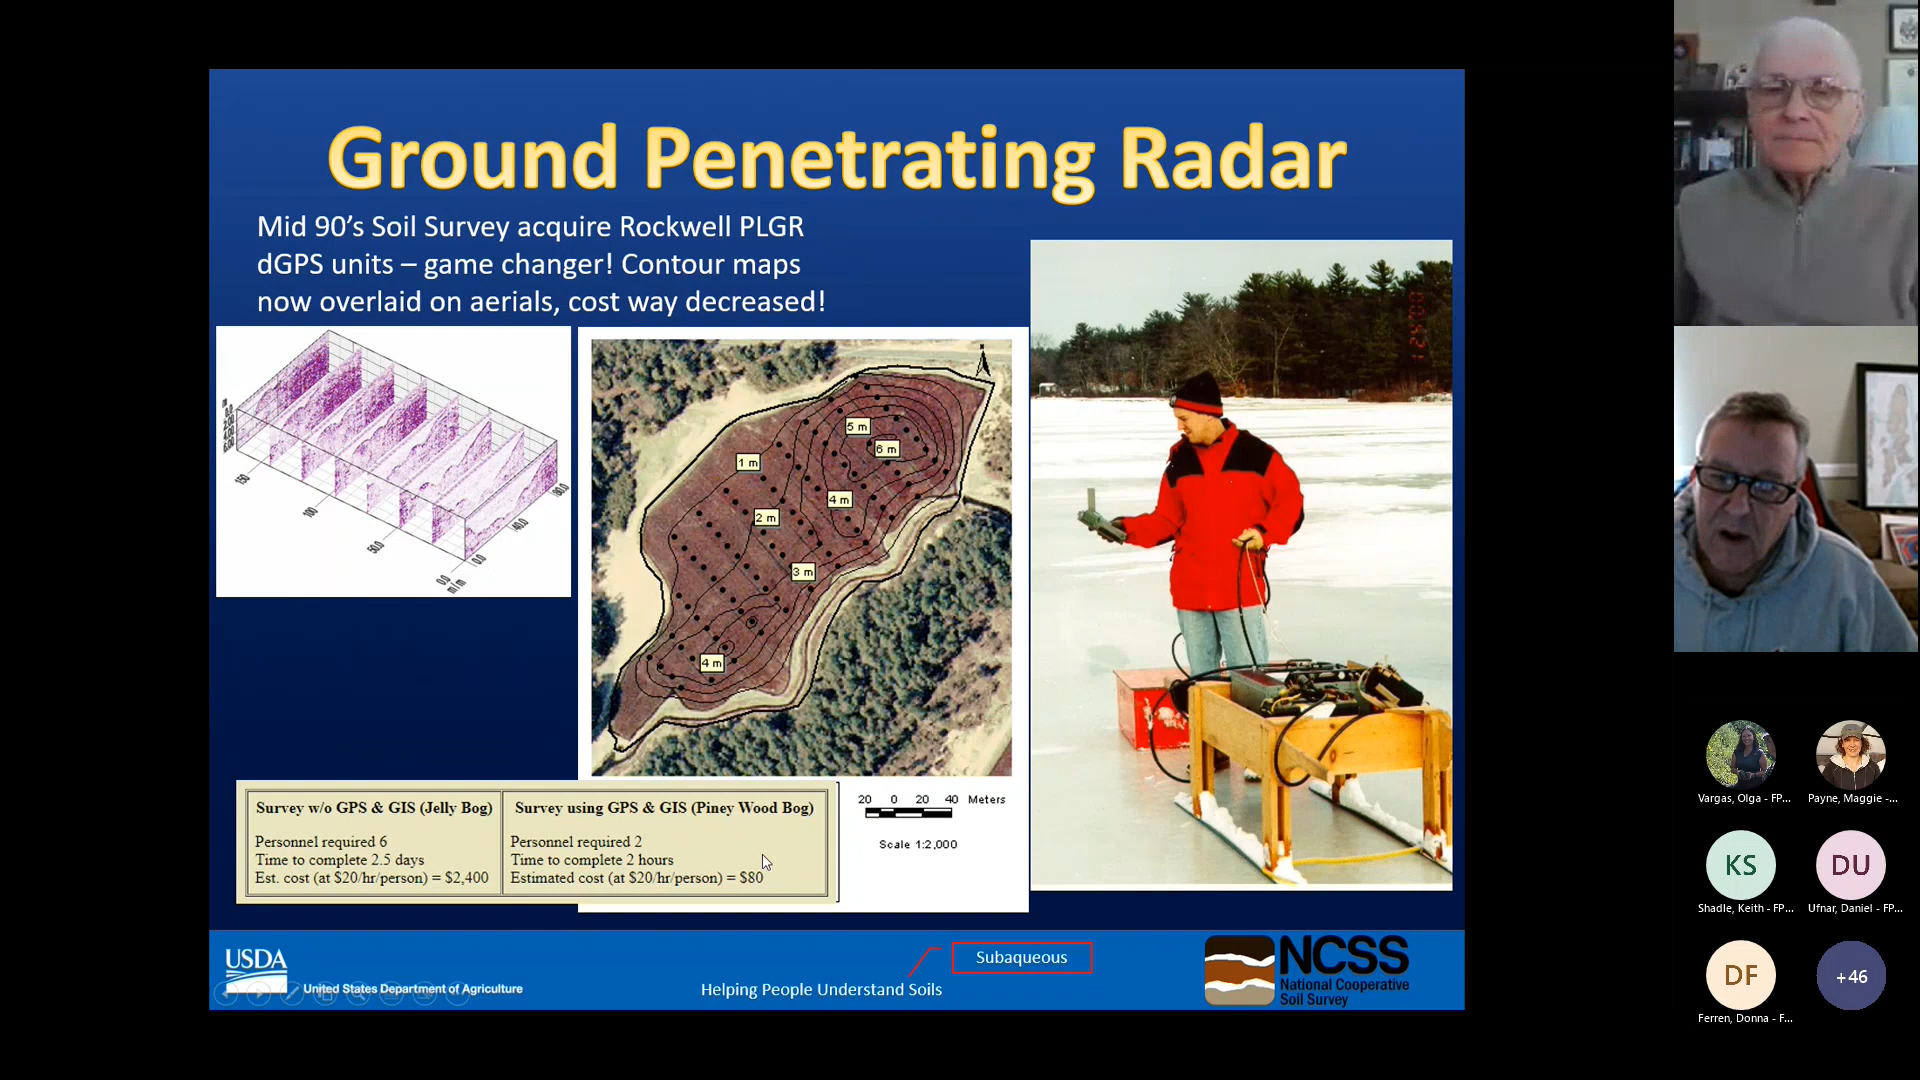 Ground Penetrating Radar
Mid 90's Soil Survey acquire Rockwell PLGR
dGPS units – game changer! Contour maps
now overlaid on aerials, cost way decreased!
5 m
6 m
1 m
4 m
2 m
3 m
4 m
20 0 20 40 Meters
Scale 1:2,000
Survey w/o GPS & GIS (Jelly Bog)
Personnel required 6
Time to complete 2.5 days
Est. cost (at $20/hr/person) = $2,400
Survey using GPS & GIS (Piney Wood Bog)
Personnel required 2
Time to complete 2 hours
Estimated cost (at $20/hr/person) = $80
USDA
United States Department of Agriculture
Subaqueous
Helping People Understand Soils
NCSS
National Cooperative
Soil Survey
Vargas, Olga - FP...
Payne, Maggie -...
KS
Shadle, Keith - FP...
DU
Ufnar, Daniel - FP...
DF
Ferren, Donna - F...
+46